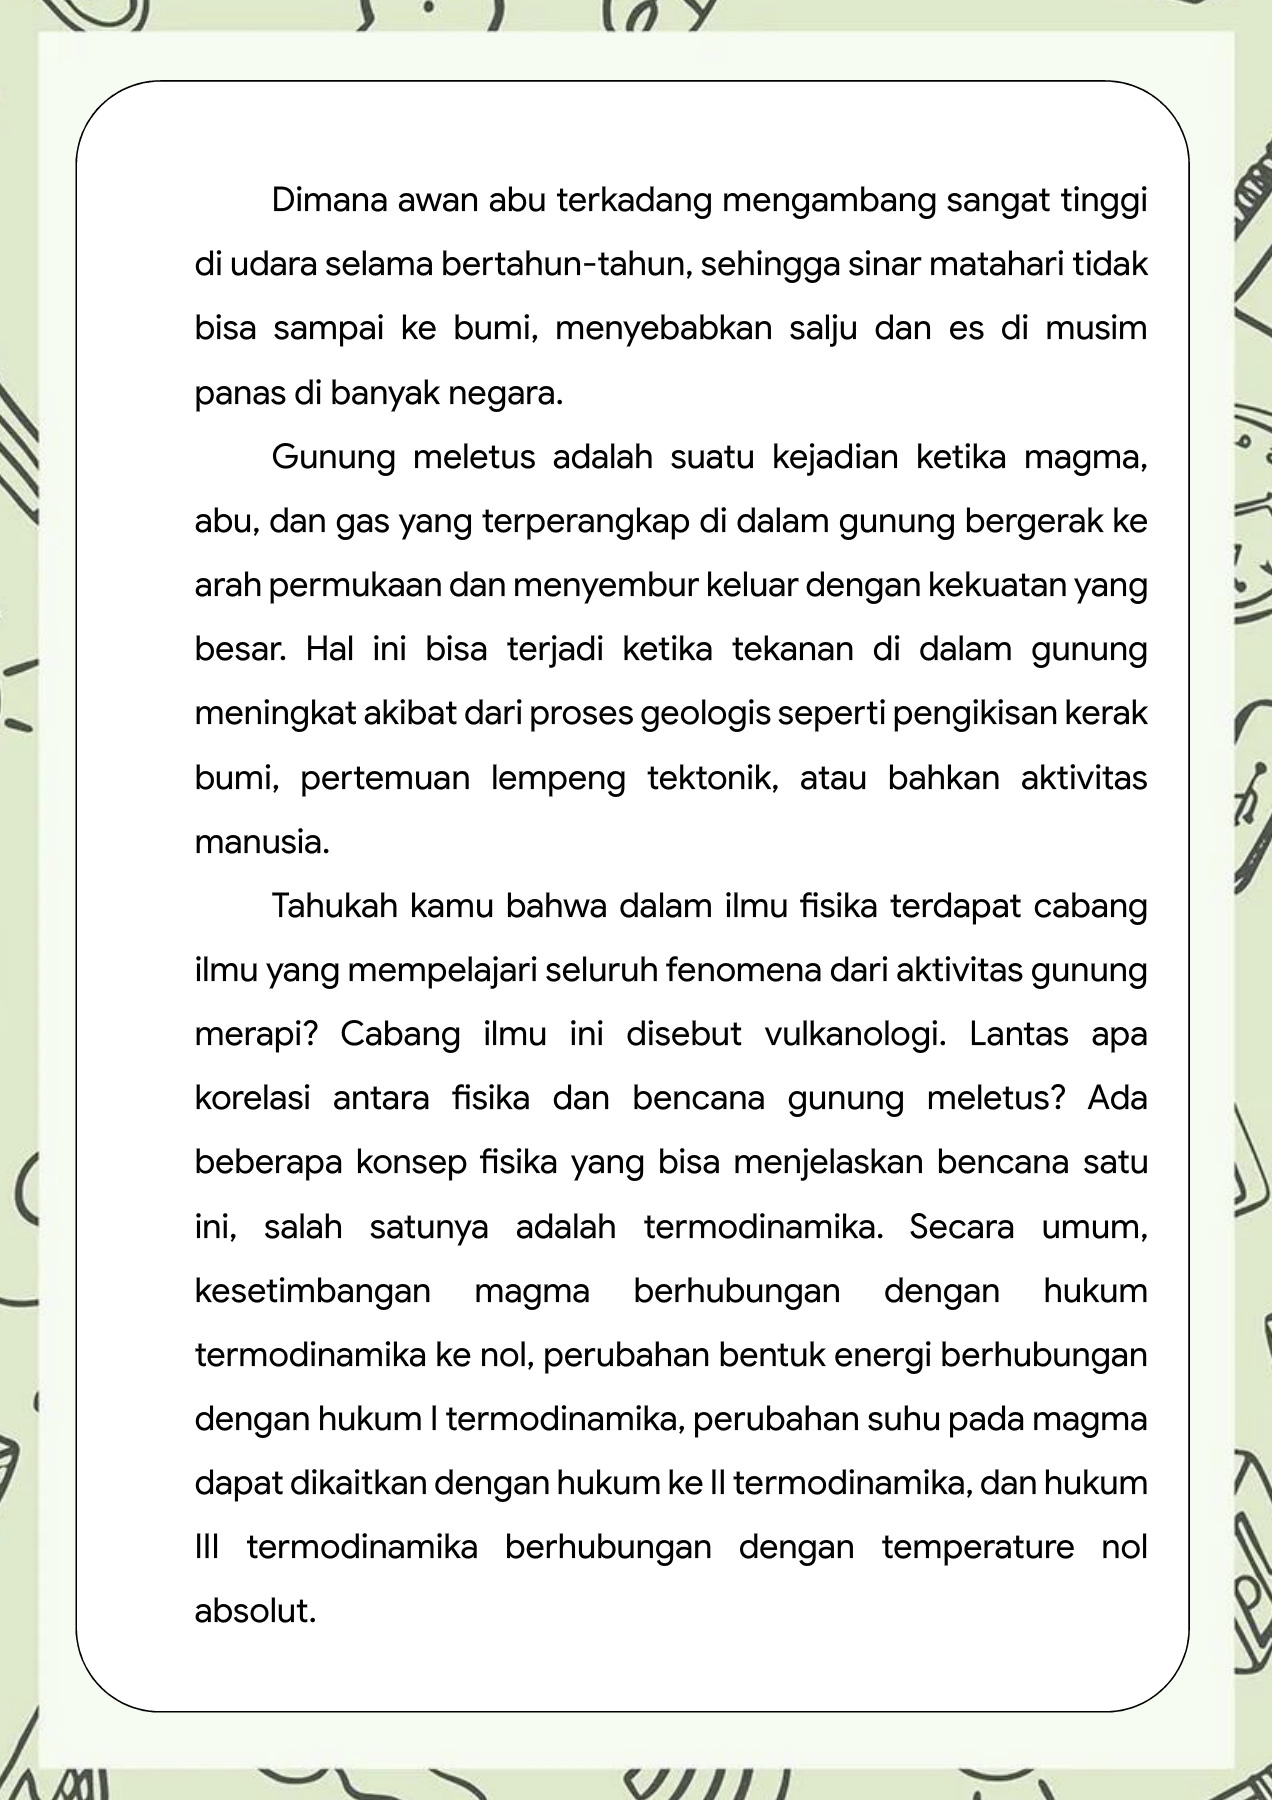 Dimana awan abu terkadang mengambang sangat tinggi
di udara selama bertahun-tahun, sehingga sinar matahari tidak
bisa sampai ke bumi, menyebabkan salju dan es di musim
panas di banyak negara.
Gunung meletus adalah suatu kejadian ketika magma,
abu, dan gas yang terperangkap di dalam gunung bergerak ke
arah permukaan dan menyembur keluar dengan kekuatan yang
besar. Hal ini bisa terjadi ketika tekanan di dalam gunung
meningkat akibat dari proses geologis seperti pengikisan kerak
bumi, pertemuan lempeng tektonik, atau bahkan aktivitas
manusia.
Tahukah kamu bahwa dalam ilmu fisika terdapat cabang
ilmu yang mempelajari seluruh fenomena dari aktivitas gunung
merapi? Cabang ilmu ini disebut vulkanologi. Lantas apa
korelasi antara fisika dan bencana gunung meletus? Ada
beberapa konsep fisika yang bisa menjelaskan bencana satu
ini, salah satunya adalah termodinamika. Secara umum,
kesetimbangan magma berhubungan dengan hukum
termodinamika ke nol, perubahan bentuk energi berhubungan
dengan hukum I termodinamika, perubahan suhu pada magma
dapat dikaitkan dengan hukum ke II termodinamika, dan hukum
III termodinamika berhubungan dengan temperature nol
absolut.